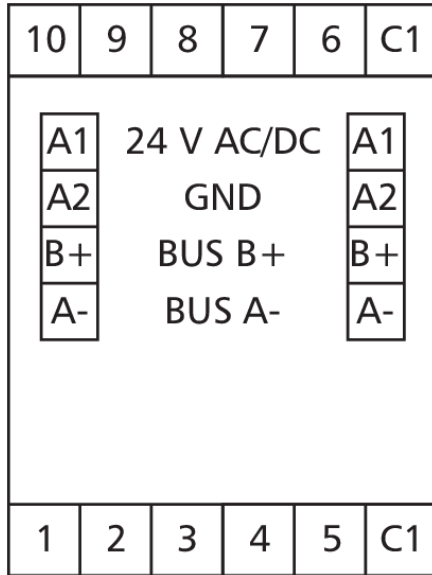 10 9 8 7 6 C1
A1 24 V AC/DC A1
A2 GND A2
B+ BUS B+ B+
A- BUS A- A-
1 2 3 4 5 C1